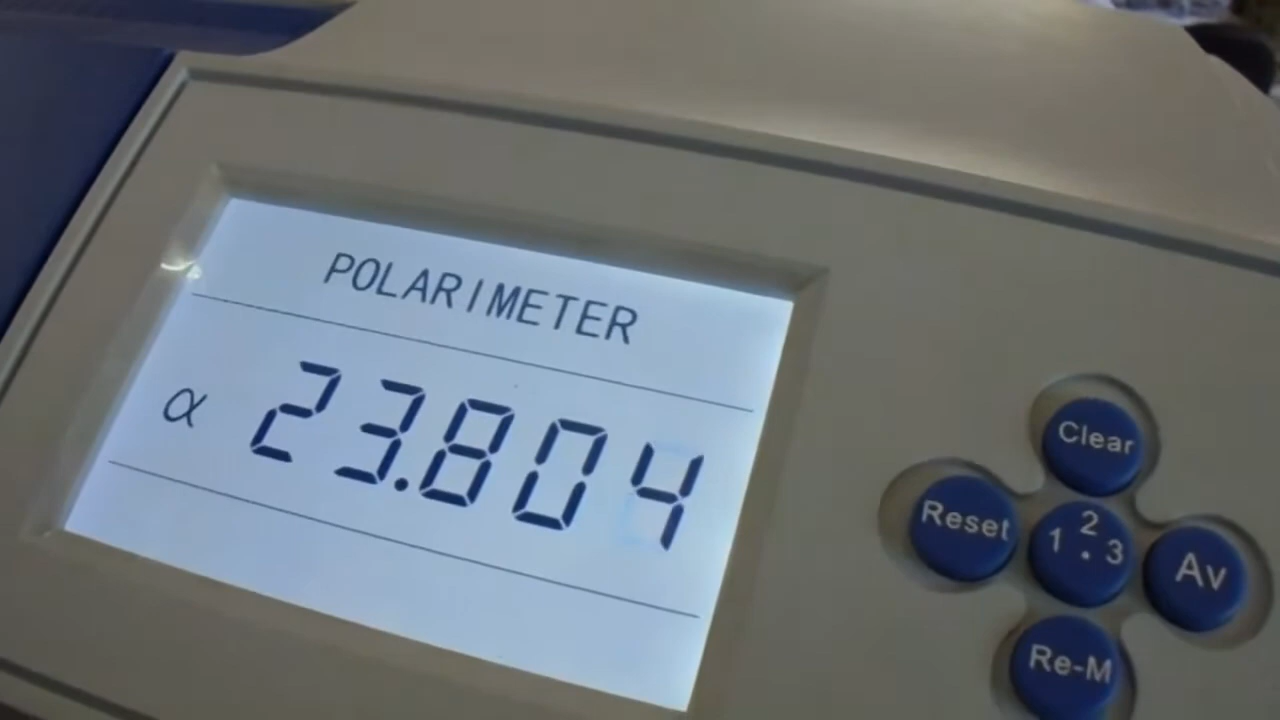 POLARIMETER
α 23.804
Clear
Reset
2
1 . 3
Av
Re-M